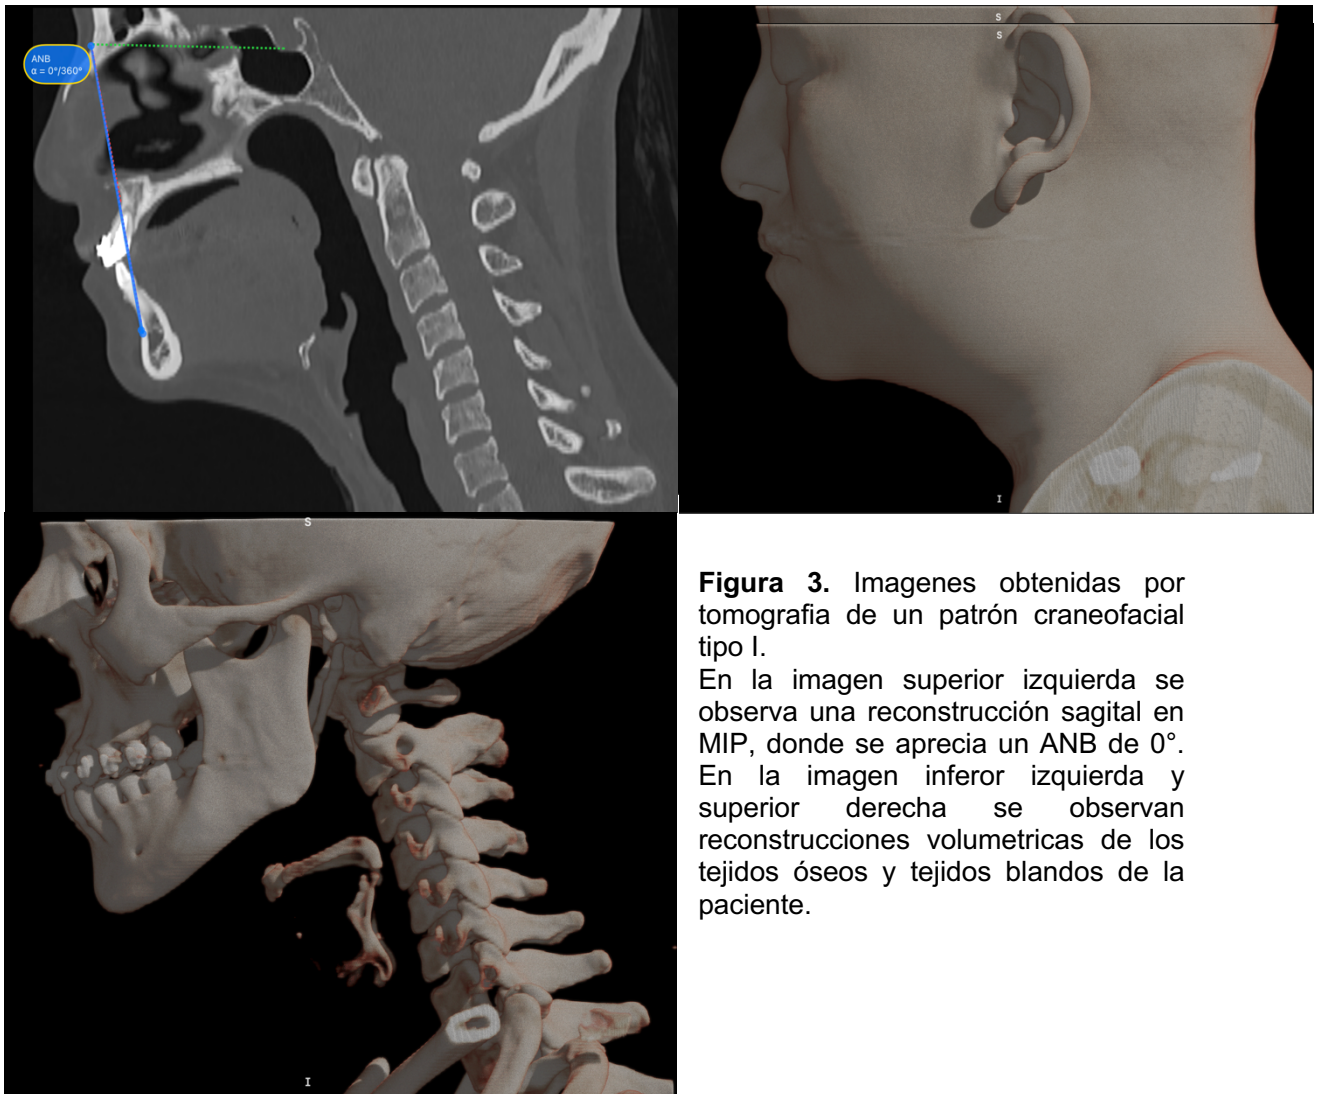 ANB
α = 0°/360°
S
S
I
S
I
Figura 3. Imagenes obtenidas por
tomografia de un patrón craneofacial
tipo I.
En la imagen superior izquierda se
observa una reconstrucción sagital en
MIP, donde se aprecia un ANB de 0°.
En la imagen inferor izquierda y
superior derecha se observan
reconstrucciones volumetricas de los
tejidos óseos y tejidos blandos de la
paciente.